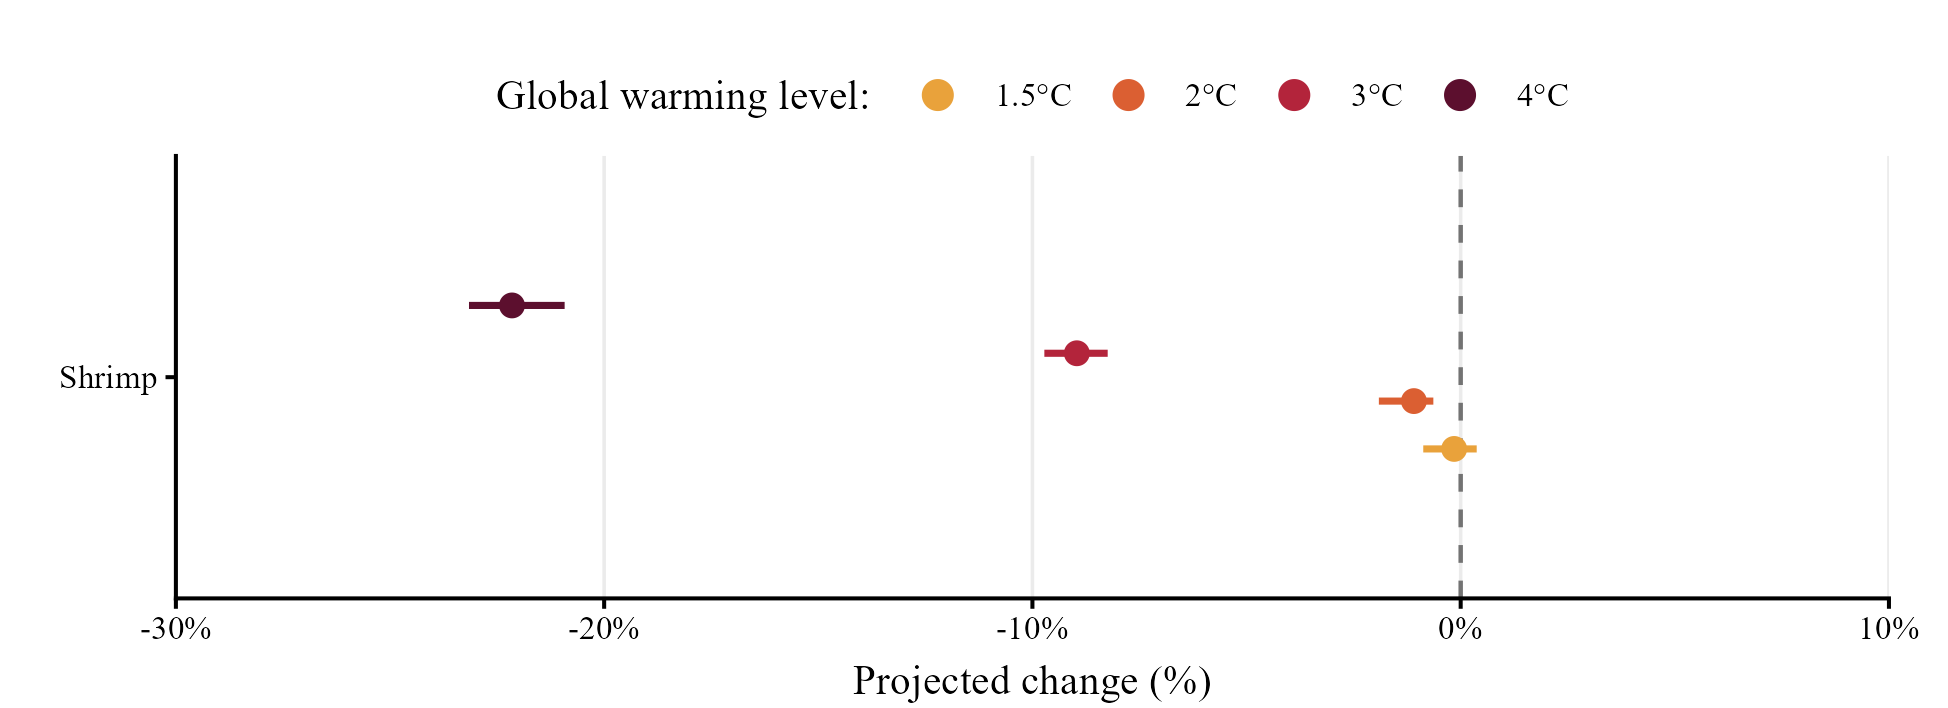 Global warming level: 1.5°C 2°C 3°C 4°C
Shrimp
-30% -20% -10% 0% 10%
Projected change (%)